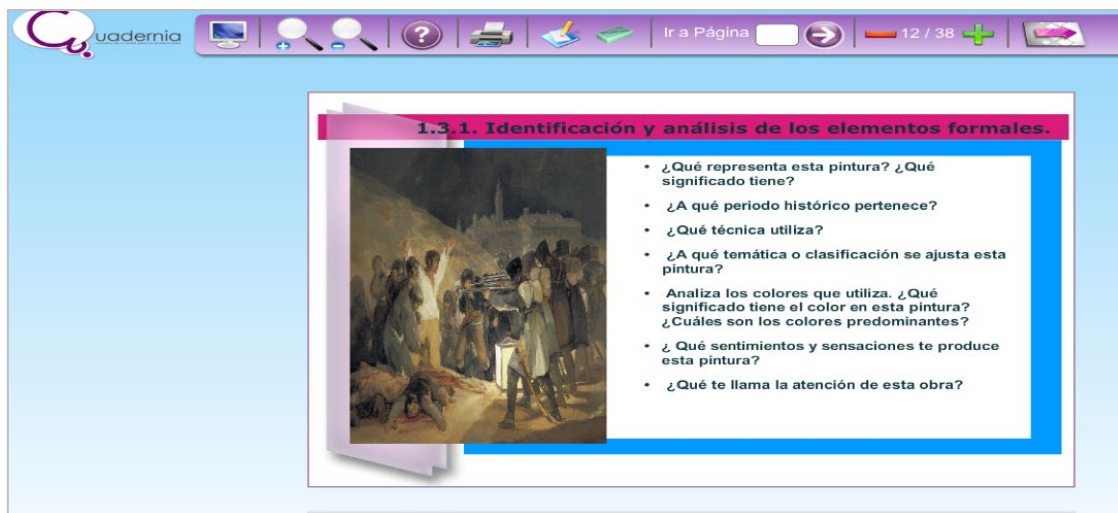 Cu.uadernia
Ir a Página
12 / 38
1.3.1. Identificación y análisis de los elementos formales.
• ¿Qué representa esta pintura? ¿Qué
significado tiene?
• ¿A qué periodo histórico pertenece?
• ¿Qué técnica utiliza?
• ¿A qué temática o clasificación se ajusta esta
pintura?
• Analiza los colores que utiliza. ¿Qué
significado tiene el color en esta pintura?
¿Cuáles son los colores predominantes?
• ¿ Qué sentimientos y sensaciones te produce
esta pintura?
• ¿Qué te llama la atención de esta obra?